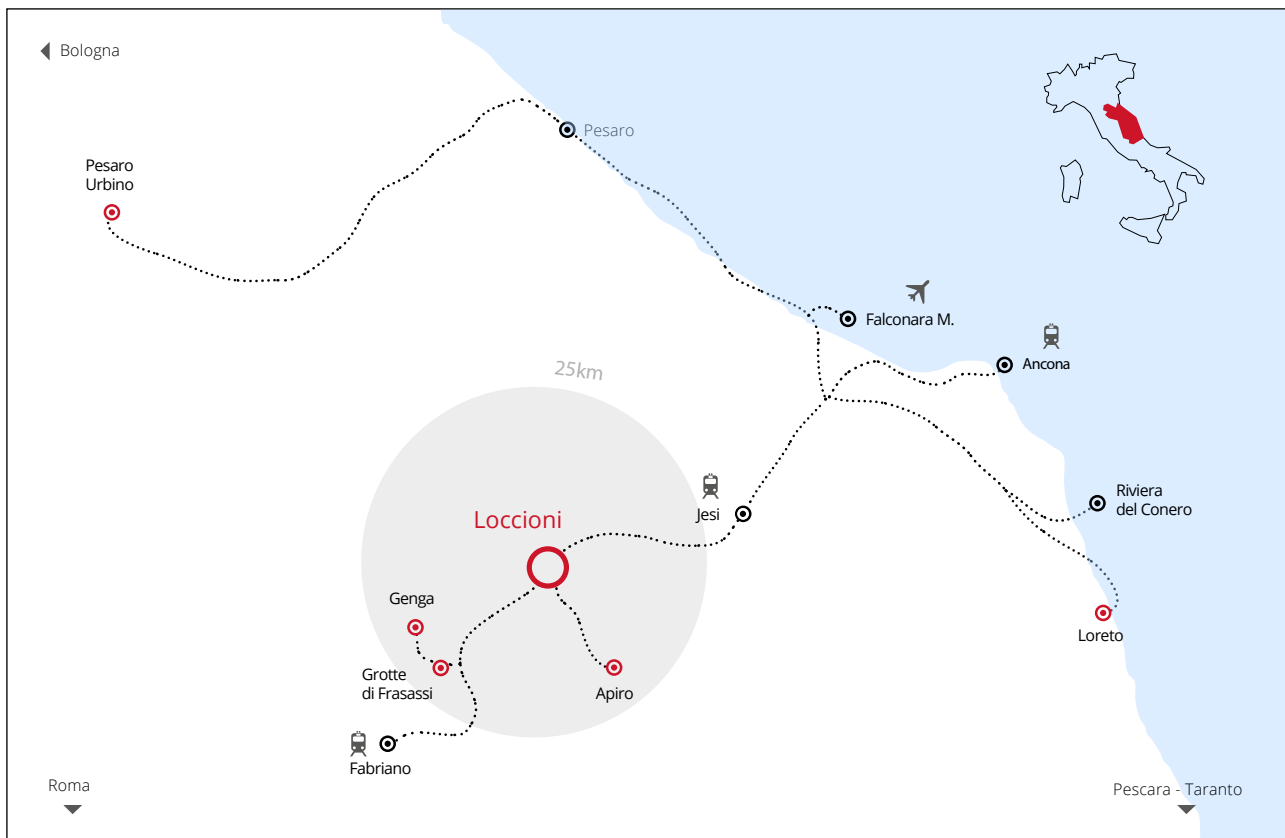 Bologna
Pesaro
Pesaro
Urbino
Falconara M.
Ancona
25km
Riviera
del Conero
Jesi
Loccioni
Genga
Loreto
Grotte
di Frasassi
Apiro
Fabriano
Roma
Pescara - Taranto